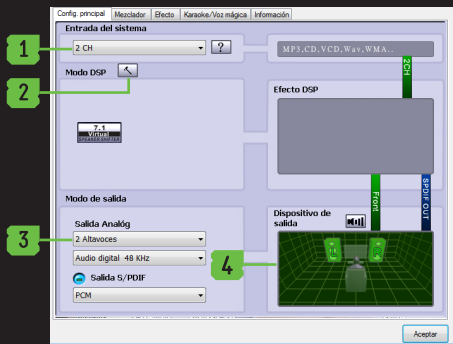 Config. principal Mezclador Efecto Karaoke/Voz mágica Información
Entrada del sistema
1
2 CH
?
MP3,CD,VCD,Wav,WMA..
2CH
2
Modo DSP
Efecto DSP
7.1
Virtual
SPEAKER SHIFTER
Front
SPDIF OUT
Modo de salida
Dispositivo de
salida
Salida Analóg
3
2 Altavoces
Audio digital 48 KHz
4
Salida S/PDIF
PCM
Aceptar